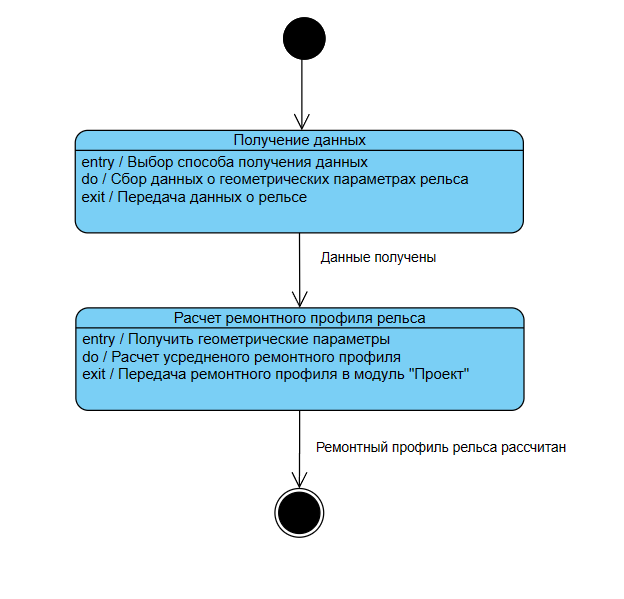 Получение данных
entry / Выбор способа получения данных
do / Сбор данных о геометрических параметрах рельса
exit / Передача данных о рельсе
Данные получены
Расчет ремонтного профиля рельса
entry / Получить геометрические параметры
do / Расчет усредненого ремонтного профиля
exit / Передача ремонтного профиля в модуль "Проект"
Ремонтный профиль рельса рассчитан